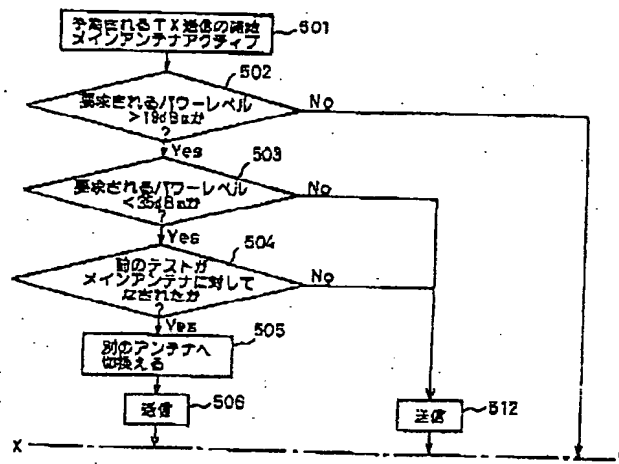 予定されるTX送信の開始
メインアンテナアクティブ
501
502
要求されるパワーレベル
>19dBmか
?
No
Yes
503
要求されるパワーレベル
<35dBmか
?
No
Yes
504
前のテストが
メインアンテナに対して
なされたか
?
No
Yes
505
別のアンテナへ
切換える
送信
506
送信
512
X